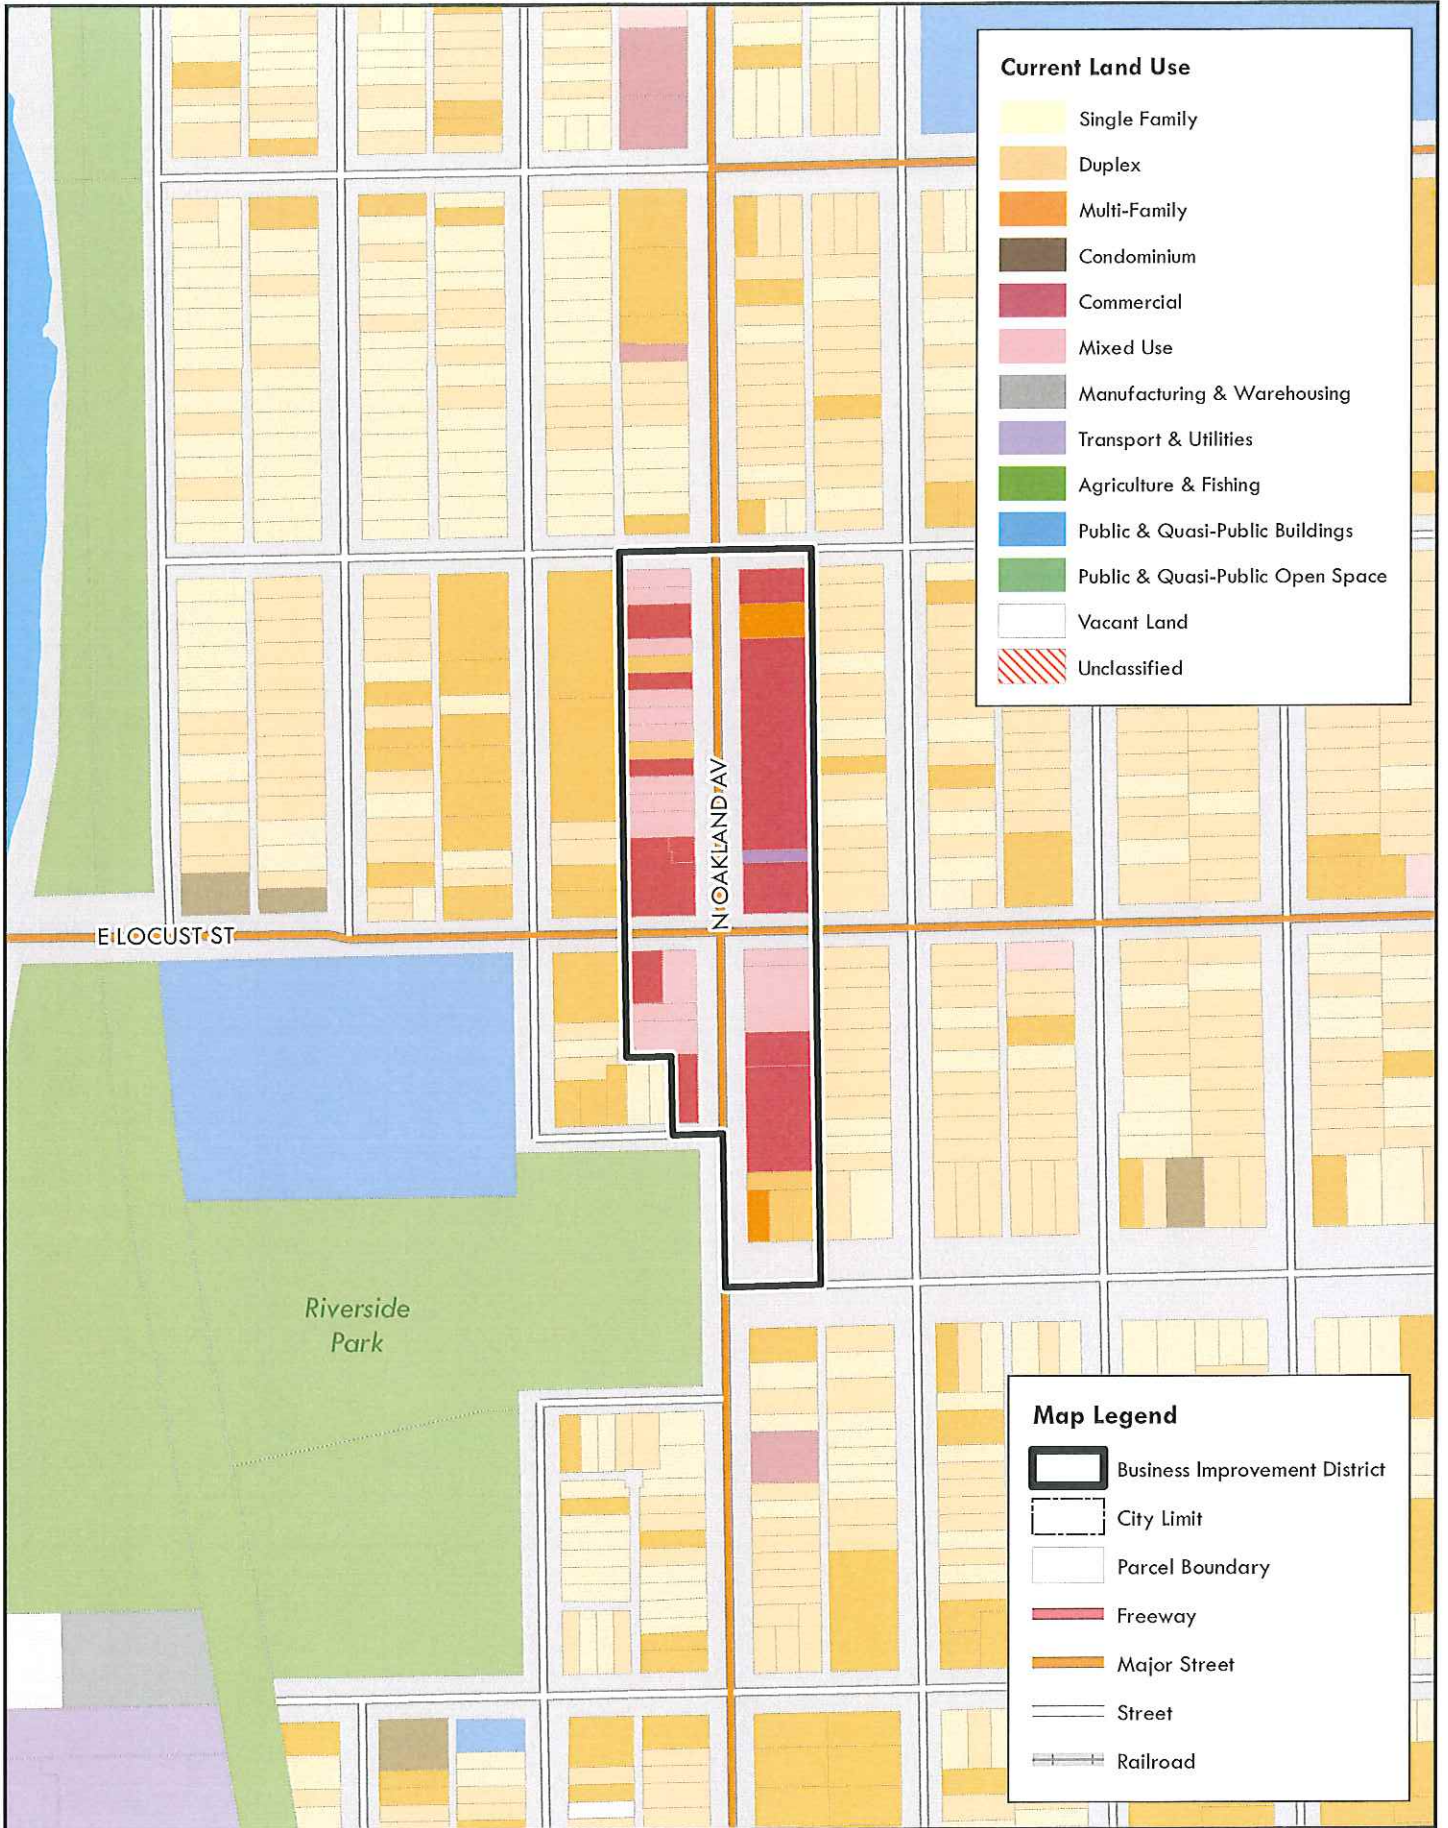 Current Land Use
Single Family
Duplex
Multi-Family
Condominium
Commercial
Mixed Use
Manufacturing & Warehousing
Transport & Utilities
Agriculture & Fishing
Public & Quasi-Public Buildings
Public & Quasi-Public Open Space
Vacant Land
Unclassified
N OAKLAND AV
E LOCUST ST
Riverside
Park
Map Legend
Business Improvement District
City Limit
Parcel Boundary
Freeway
Major Street
Street
Railroad